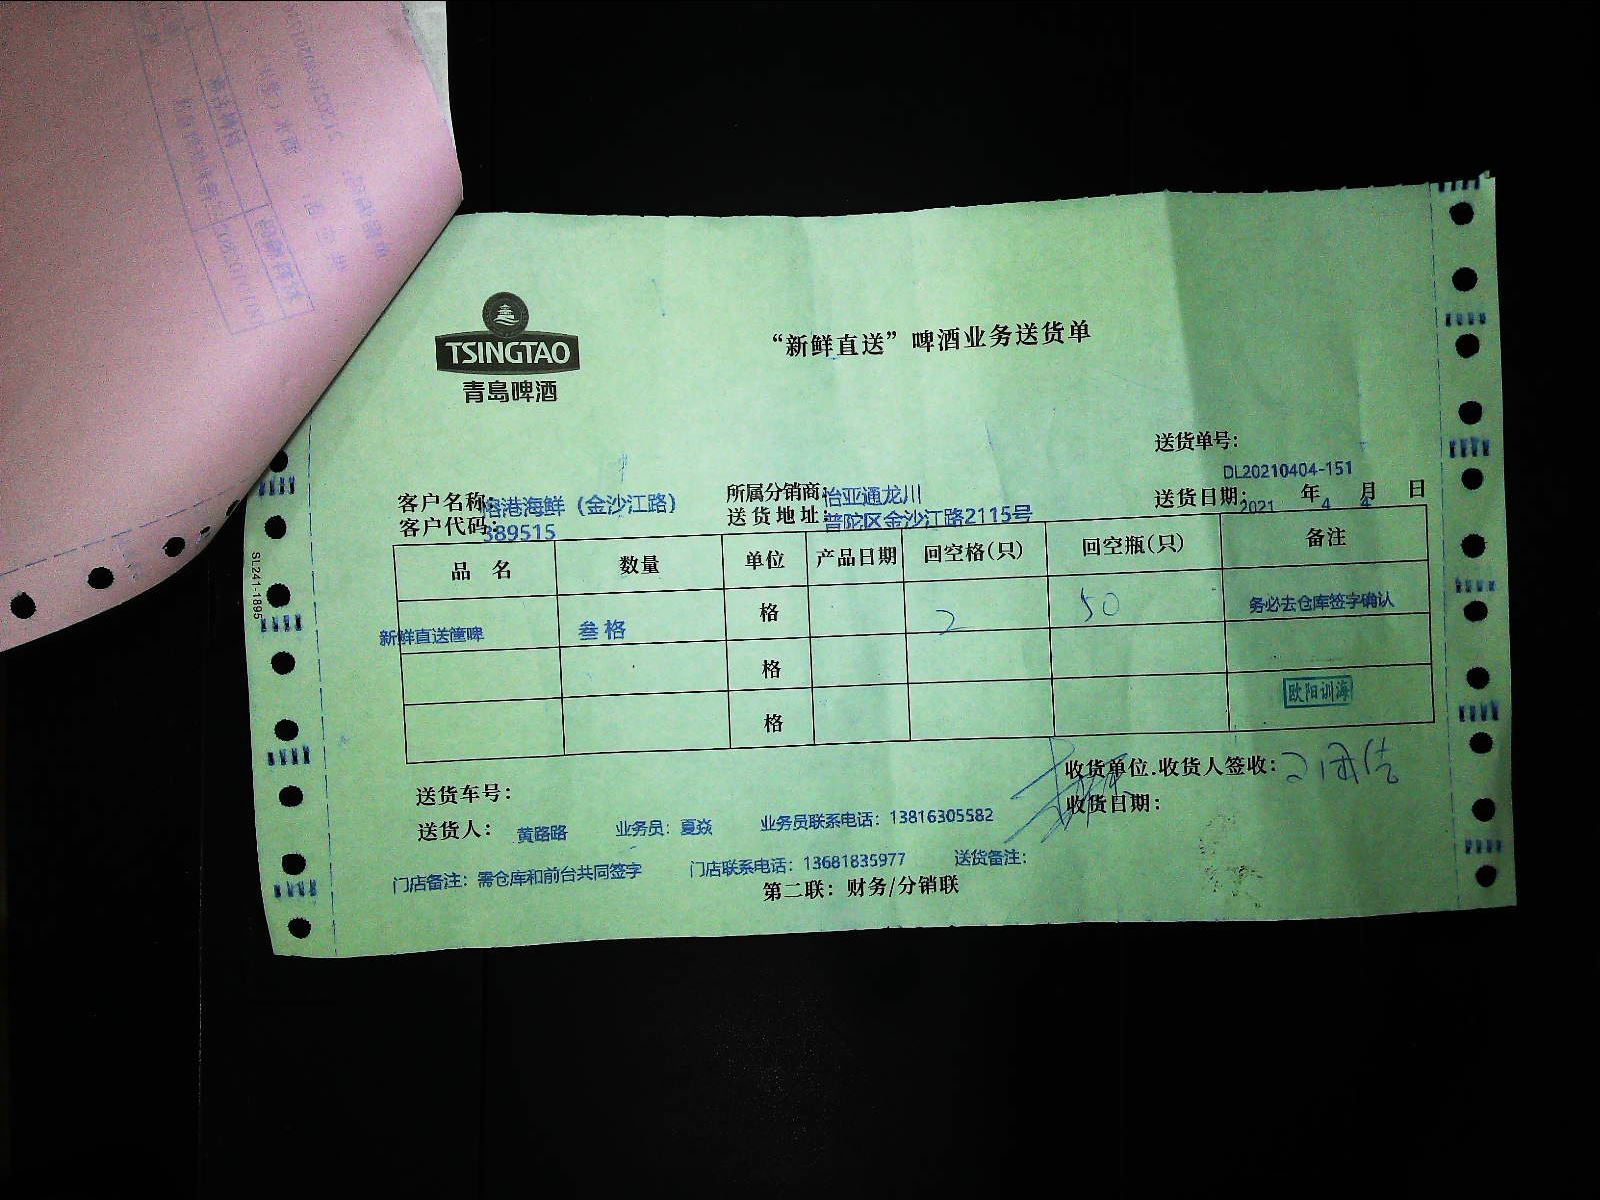 TSINGTAO
青岛啤酒
“新鲜直送”啤酒业务送货单
送货单号：
DL20210404-151
客户名称： 港海鲜（金沙江路） 所属分销商：怡亚通龙川 送货日期：2021 年 4 月 4 日
客户代码：389515 送货地址：普陀区金沙江路2115号
品 名 数量 单位 产品日期 回空格(只) 回空瓶(只) 备注
新鲜直送篚啤 叁格 格 2 50 务必去仓库签字确认
格
格 欧阳训海
送货车号： 收货单位.收货人签收：
送货人： 黄路路 业务员：夏焱 业务员联系电话：13816305582 收货日期：
门店备注：需仓库和前台共同签字 门店联系电话：13681835977 送货备注：
第二联：财务/分销联
SL241-1895